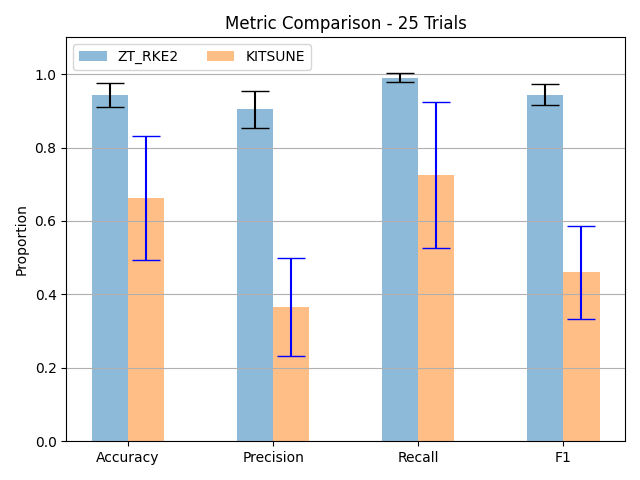 Metric Comparison - 25 Trials
ZT_RKE2
KITSUNE
1.0
0.8
0.6
0.4
0.2
0.0
Proportion
Accuracy
Precision
Recall
F1